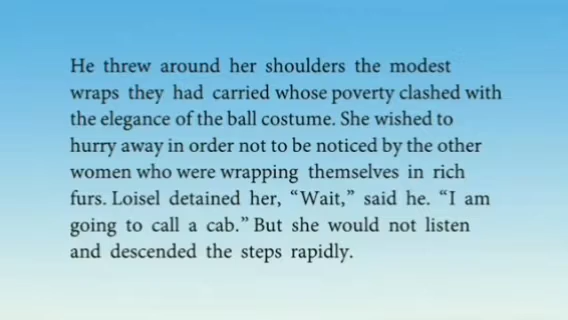 He threw around her shoulders the modest
wraps they had carried whose poverty clashed with
the elegance of the ball costume. She wished to
hurry away in order not to be noticed by the other
women who were wrapping themselves in rich
furs. Loisel detained her, “Wait,” said he. “I am
going to call a cab.” But she would not listen
and descended the steps rapidly.